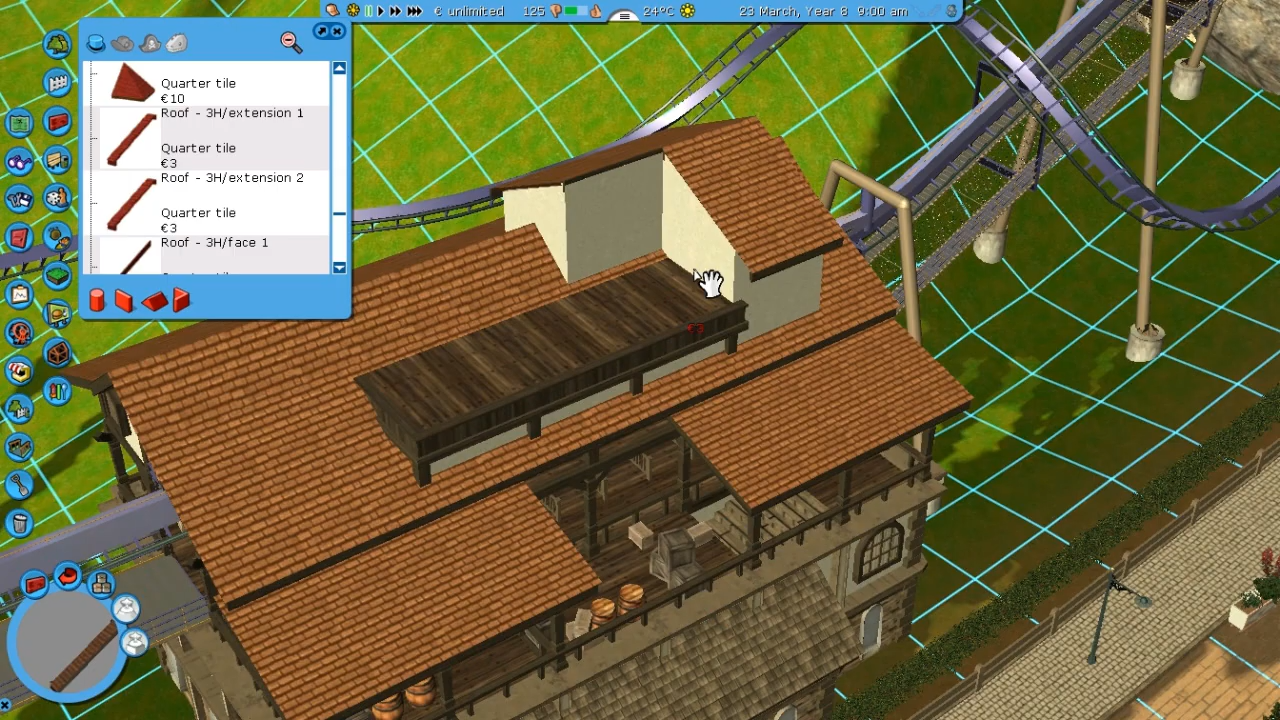 € unlimited 125 24°C 23 March, Year 8 9:00 am
Quarter tile
€10
Roof - 3H/extension 1
Quarter tile
€3
Roof - 3H/extension 2
Quarter tile
€3
Roof - 3H/face 1